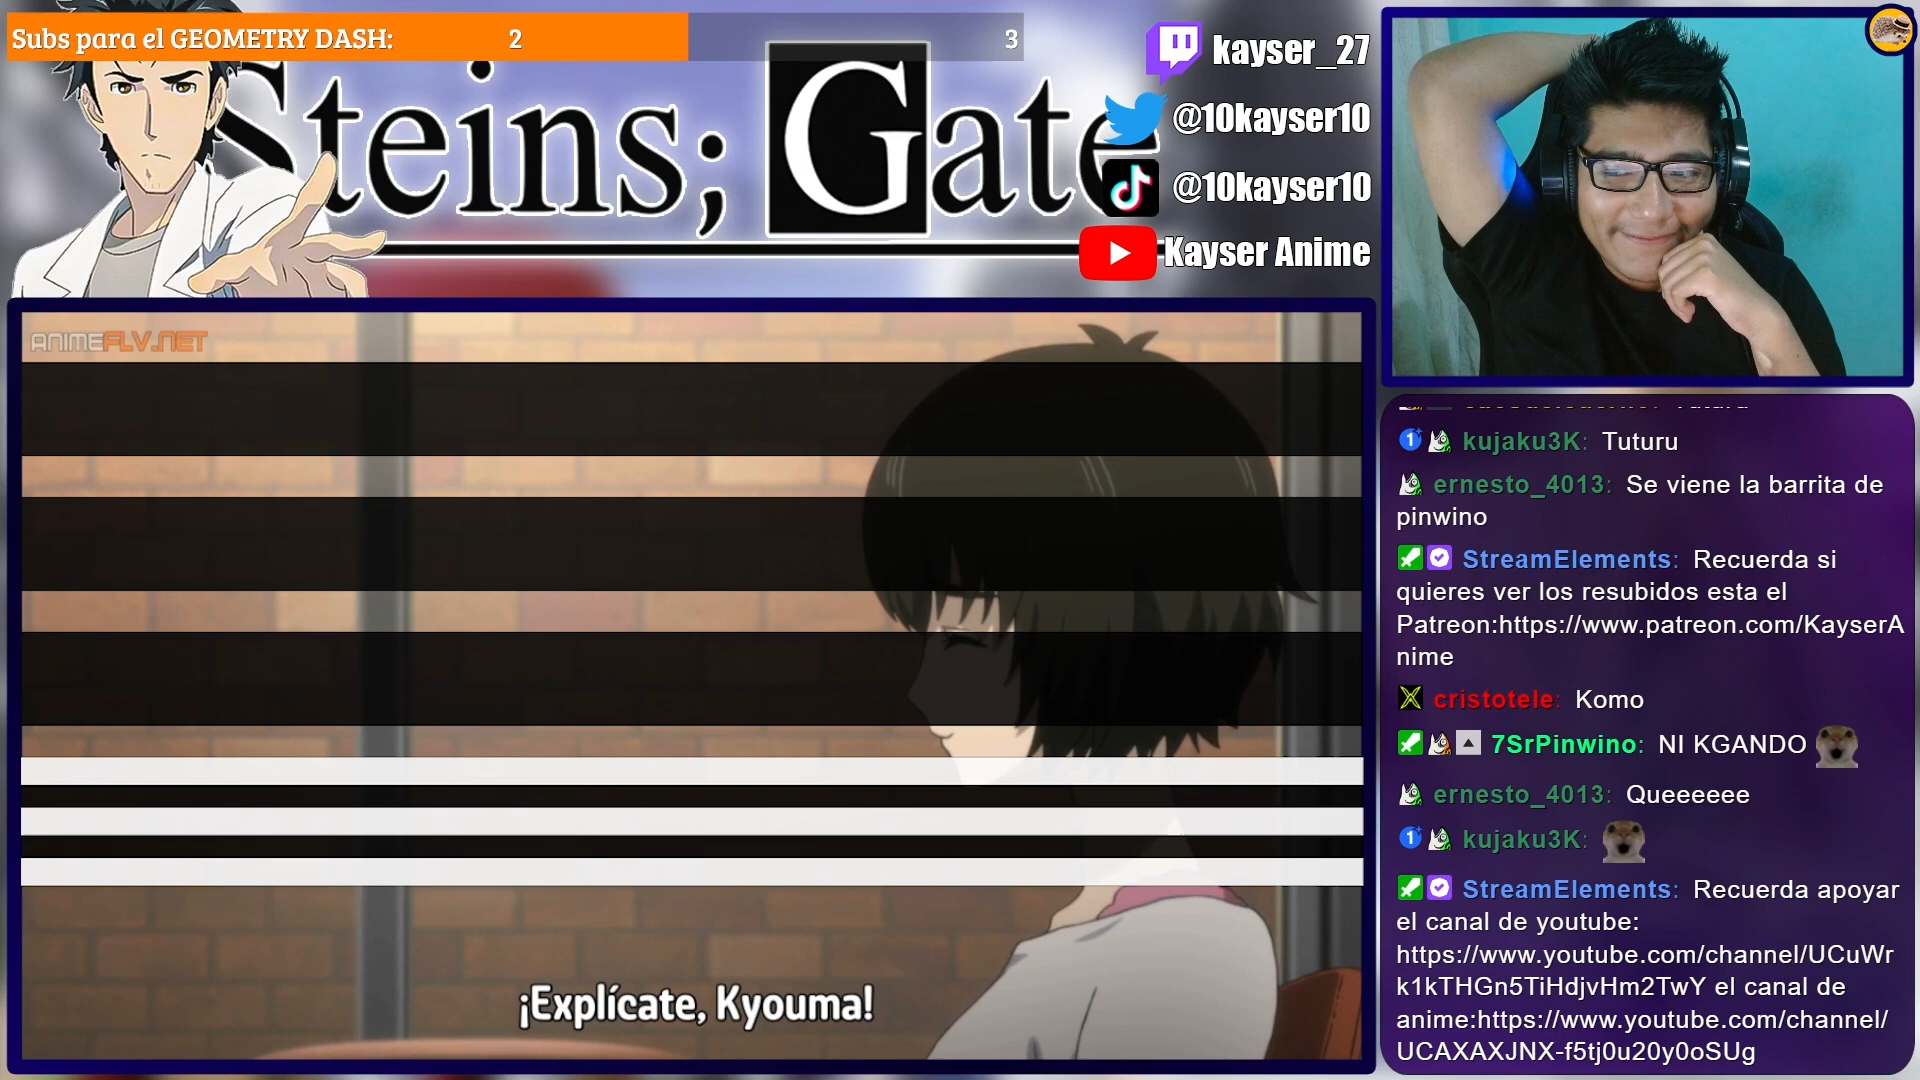 Subs para el GEOMETRY DASH: 2 3
Steins; Gate
kayser_27
@10kayser10
@10kayser10
Kayser Anime
ANIMEFLV.NET
¡Explícate, Kyouma!
kujaku3K: Tuturu
ernesto_4013: Se viene la barrita de
pinwino
StreamElements: Recuerda si
quieres ver los resubidos esta el
Patreon:https://www.patreon.com/KayserA
nime
cristotele: Komo
7SrPinwino: NI KGANDO
ernesto_4013: Queeeeee
kujaku3K:
StreamElements: Recuerda apoyar
el canal de youtube:
https://www.youtube.com/channel/UCuWr
k1kTHGn5TiHdjvHm2TwY el canal de
anime:https://www.youtube.com/channel/
UCAXAXJNX-f5tj0u20y0oSUg